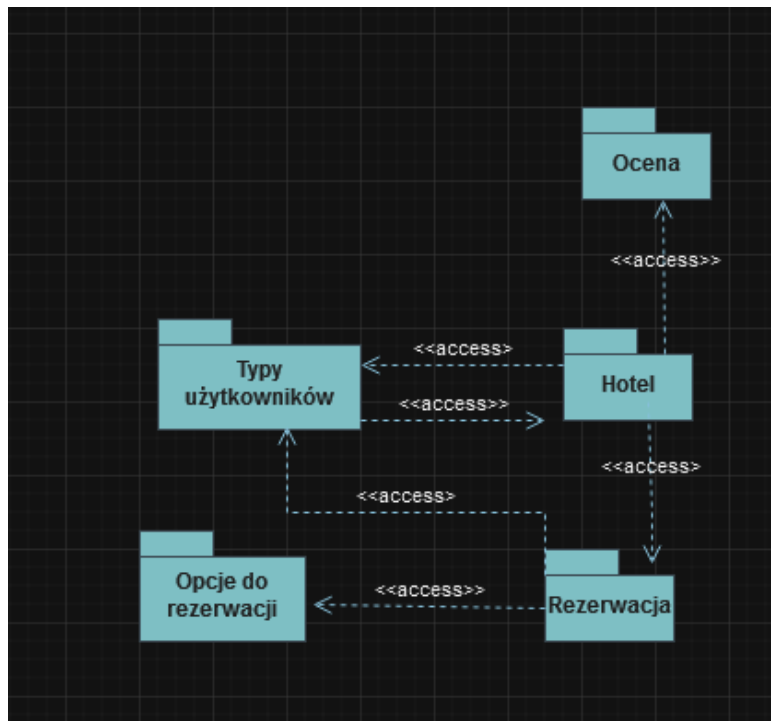 Ocena
<<access>>
<<access>
Typy
użytkowników
Hotel
<<access>>
<<access>
<<access>
Opcje do
rezerwacji
<<access>>
Rezerwacja